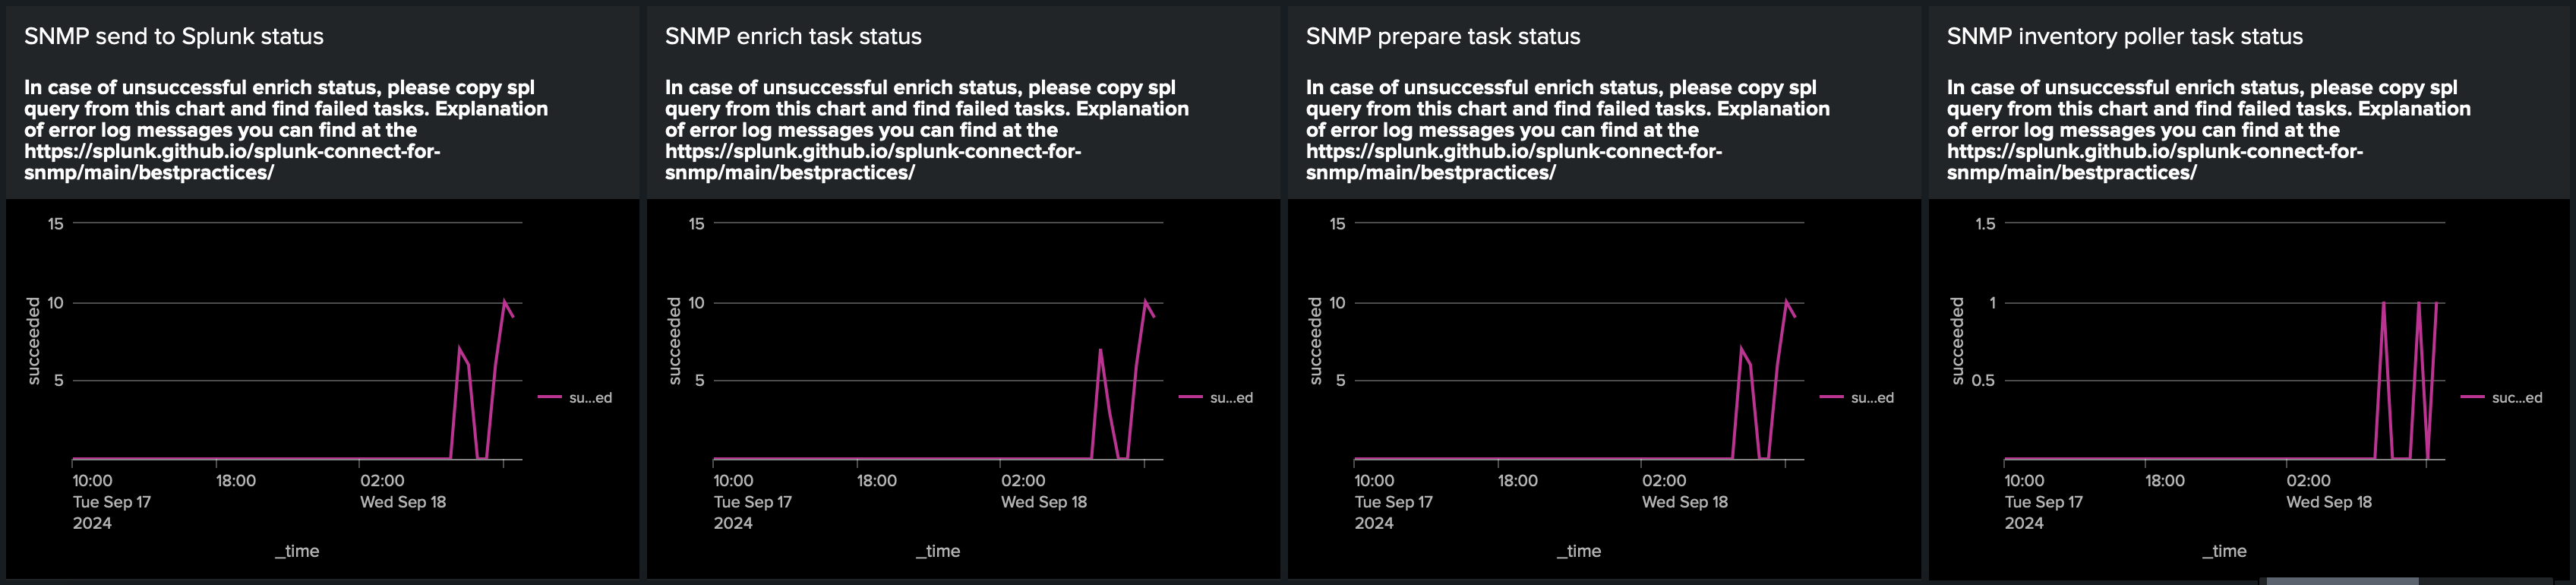 SNMP send to Splunk status
In case of unsuccessful enrich status, please copy spl
query from this chart and find failed tasks. Explanation
of error log messages you can find at the
https://splunk.github.io/splunk-connect-for-
snmp/main/bestpractices/
15
10
5
succeeded
su...ed
10:00
Tue Sep 17
2024
18:00
02:00
Wed Sep 18
_time
SNMP enrich task status
In case of unsuccessful enrich status, please copy spl
query from this chart and find failed tasks. Explanation
of error log messages you can find at the
https://splunk.github.io/splunk-connect-for-
snmp/main/bestpractices/
15
10
5
succeeded
su...ed
10:00
Tue Sep 17
2024
18:00
02:00
Wed Sep 18
_time
SNMP prepare task status
In case of unsuccessful enrich status, please copy spl
query from this chart and find failed tasks. Explanation
of error log messages you can find at the
https://splunk.github.io/splunk-connect-for-
snmp/main/bestpractices/
15
10
5
succeeded
su...ed
10:00
Tue Sep 17
2024
18:00
02:00
Wed Sep 18
_time
SNMP inventory poller task status
In case of unsuccessful enrich status, please copy spl
query from this chart and find failed tasks. Explanation
of error log messages you can find at the
https://splunk.github.io/splunk-connect-for-
snmp/main/bestpractices/
1.5
1
0.5
succeeded
suc...ed
10:00
Tue Sep 17
2024
18:00
02:00
Wed Sep 18
_time